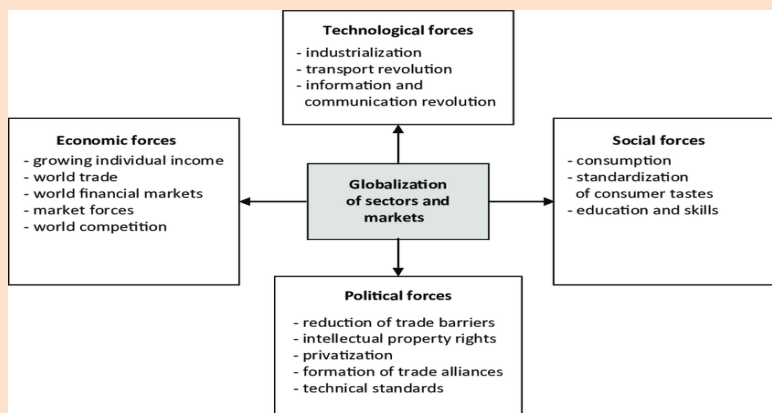 Technological forces
- industrialization
- transport revolution
- information and
communication revolution
Economic forces
- growing individual income
- world trade
- world financial markets
- market forces
- world competition
Globalization
of sectors and
markets
Social forces
- consumption
- standardization
of consumer tastes
- education and skills
Political forces
- reduction of trade barriers
- intellectual property rights
- privatization
- formation of trade alliances
- technical standards